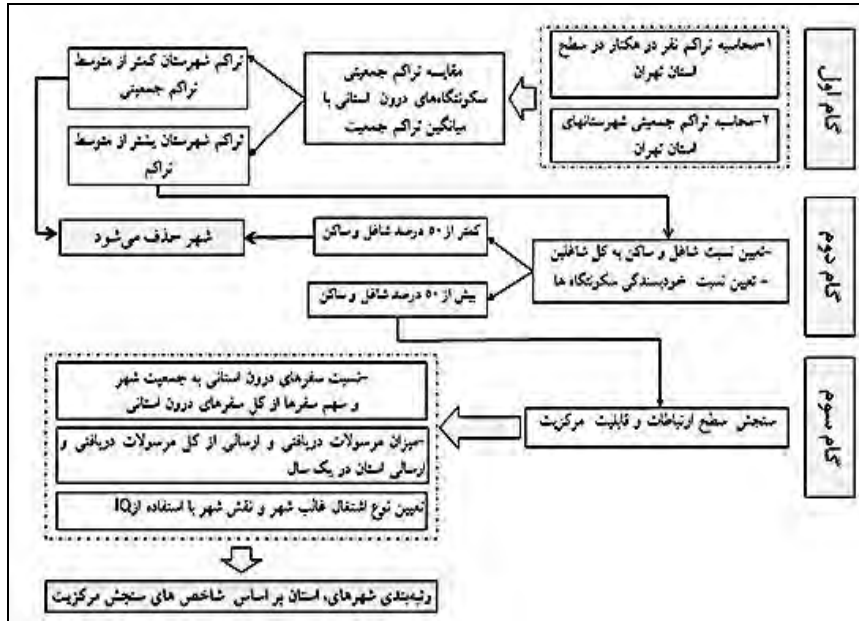 گام اول
۱-محاسبه تراکم نفر در هکتار در سطح
استان تهران
۲-محاسبه تراکم جمعیتی شهرستانهای
استان تهران
مقایسه تراکم جمعیتی
سکونتگاه‌های درون استانی با
میانگین تراکم جمعیت
تراکم شهرستان کمتر از متوسط
تراکم جمعیتی
تراکم شهرستان بیشتر از متوسط
تراکم
گام دوم
-تعیین نسبت شاغل و ساکن به کل شاغلین
- تعیین نسبت خودبسندگی سکونتگاه ها
کمتر از ۵۰ درصد شاغل و ساکن
بیش از ۵۰ درصد شاغل و ساکن
شهر حذف می‌شود
گام سوم
سنجش سطح ارتباطات و قابلیت مرکزیت
-نسبت سفرهای درون استانی به جمعیت شهر
و سهم سفرها از کل سفرهای درون استانی
-میزان مرسولات دریافتی و ارسالی از کل مرسولات دریافتی و
ارسالی استان در یک سال
تعیین نوع اشتغال غالب شهر و نقش شهر با استفاده از IQ
رتبه‌بندی شهرهای، استان بر اساس شاخص های سنجش مرکزیت